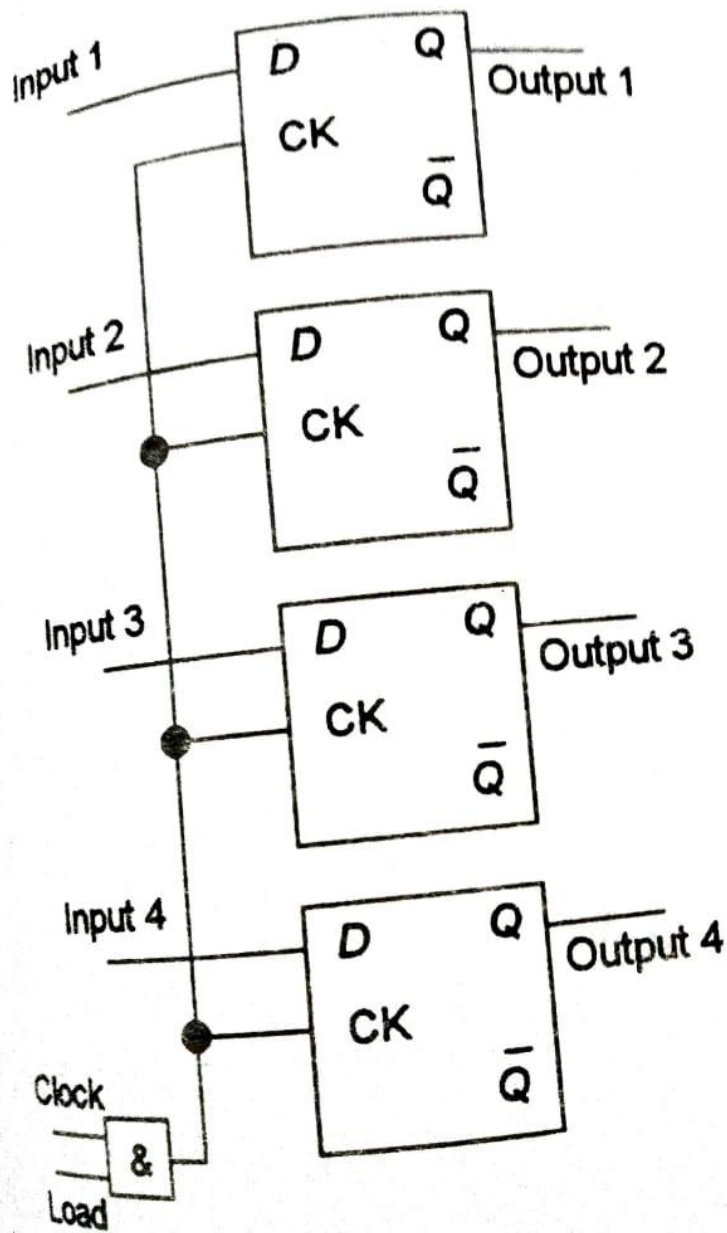 Input 1
D
Q
Output 1
CK
Q̄
Input 2
D
Q
Output 2
CK
Q̄
Input 3
D
Q
Output 3
CK
Q̄
Input 4
D
Q
Output 4
CK
Q̄
Clock
&
Load